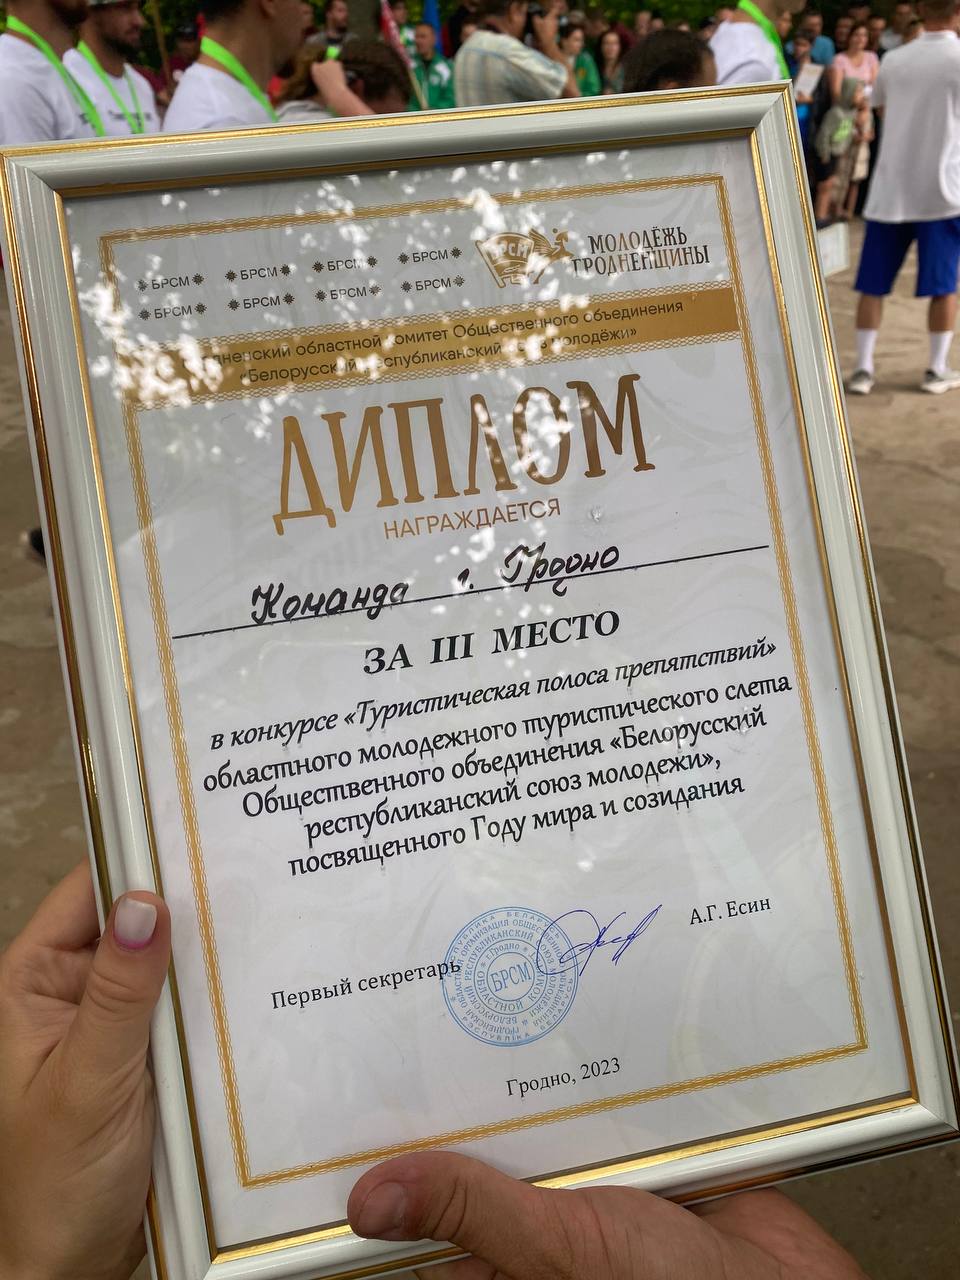 БРСМ БРСМ БРСМ БРСМ
БРСМ БРСМ БРСМ БРСМ
БРСМ
МОЛОДЁЖЬ
ГРОДНЕНЩИНЫ
областной комитет Общественного объединения
«Белорусский республиканский союз молодёжи»
ДИПЛОМ
НАГРАЖДАЕТСЯ
Команда г. Гродно
ЗА III МЕСТО
в конкурсе «Туристическая полоса препятствий»
областного молодежного туристического слета
Общественного объединения «Белорусский
республиканский союз молодежи»,
посвященного Году мира и созидания
Первый секретарь
А.Г. Есин
БРСМ
г.Гродно
Гродно, 2023